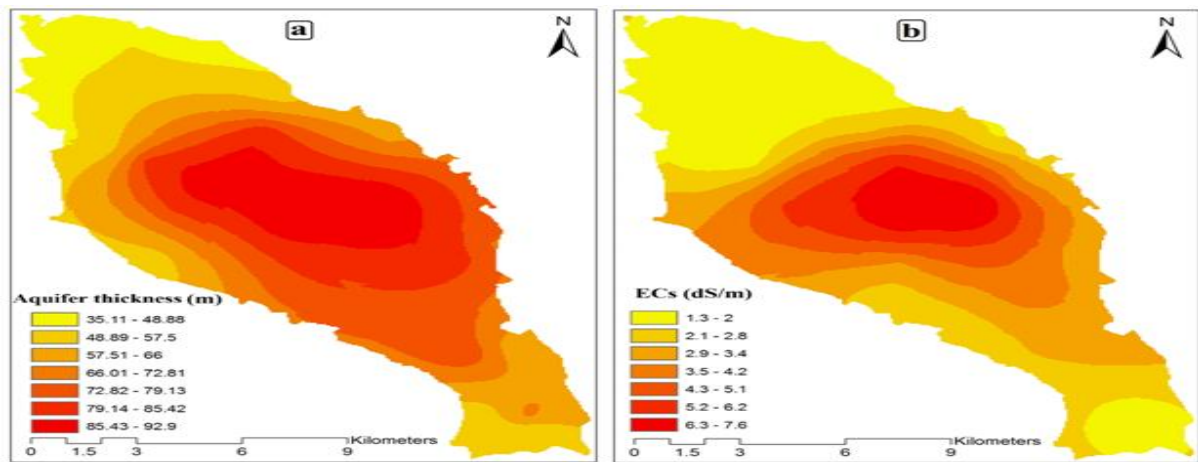 a
N
Aquifer thickness (m)
35.11 - 48.88
48.89 - 57.5
57.51 - 66
66.01 - 72.81
72.82 - 79.13
79.14 - 85.42
85.43 - 92.9
Kilometers
0 1.5 3 6 9
b
N
ECs (dS/m)
1.3 - 2
2.1 - 2.8
2.9 - 3.4
3.5 - 4.2
4.3 - 5.1
5.2 - 6.2
6.3 - 7.6
Kilometers
0 1.5 3 6 9